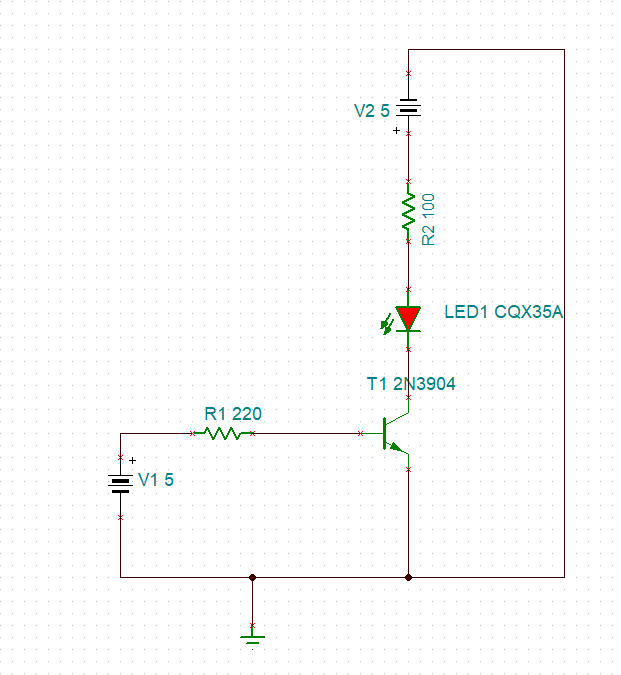 V2 5
+
R2 100
LED1 CQX35A
T1 2N3904
R1 220
+
V1 5